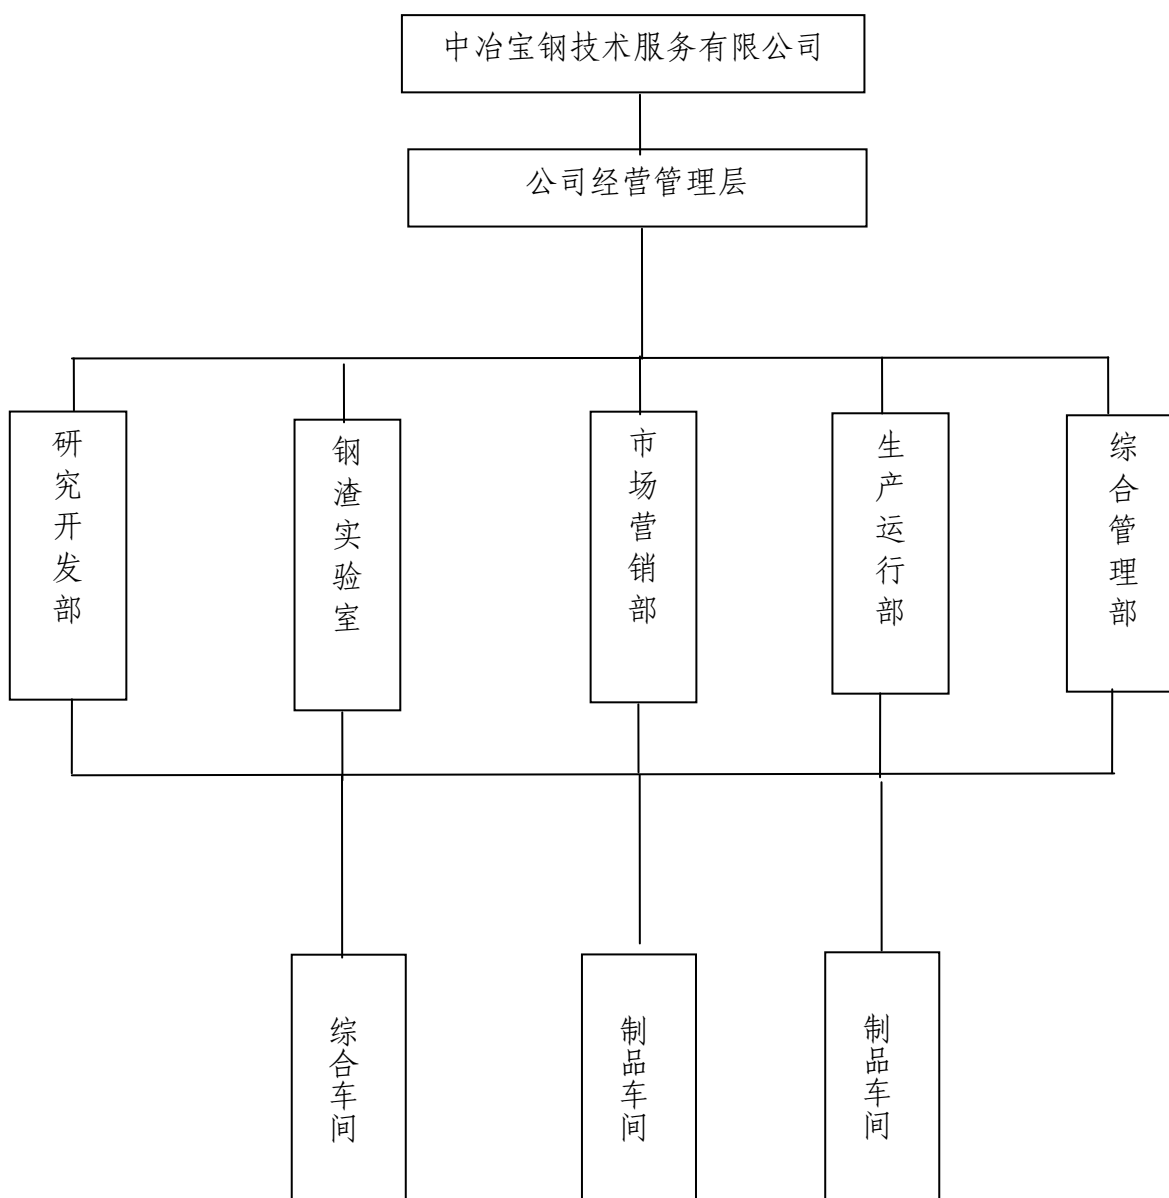 中冶宝钢技术服务有限公司
公司经营管理层
研究开发部
钢渣实验室
市场营销部
生产运行部
综合管理部
综合车间
制品车间
制品车间